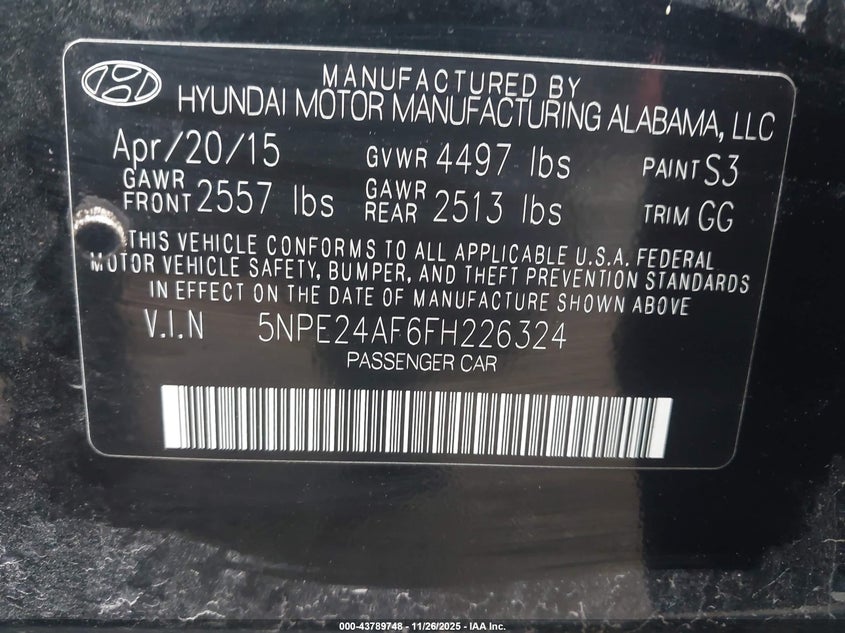 MANUFACTURED BY
HYUNDAI MOTOR MANUFACTURING ALABAMA, LLC
Apr/20/15 GVWR 4497 lbs PAINT S3
GAWR FRONT 2557 lbs GAWR REAR 2513 lbs TRIM GG
THIS VEHICLE CONFORMS TO ALL APPLICABLE U.S.A. FEDERAL
MOTOR VEHICLE SAFETY, BUMPER, AND THEFT PREVENTION STANDARDS
IN EFFECT ON THE DATE OF MANUFACTURE SHOWN ABOVE
V.I.N 5NPE24AF6FH226324
PASSENGER CAR
000-43789748 - 11/26/2025 - IAA Inc.